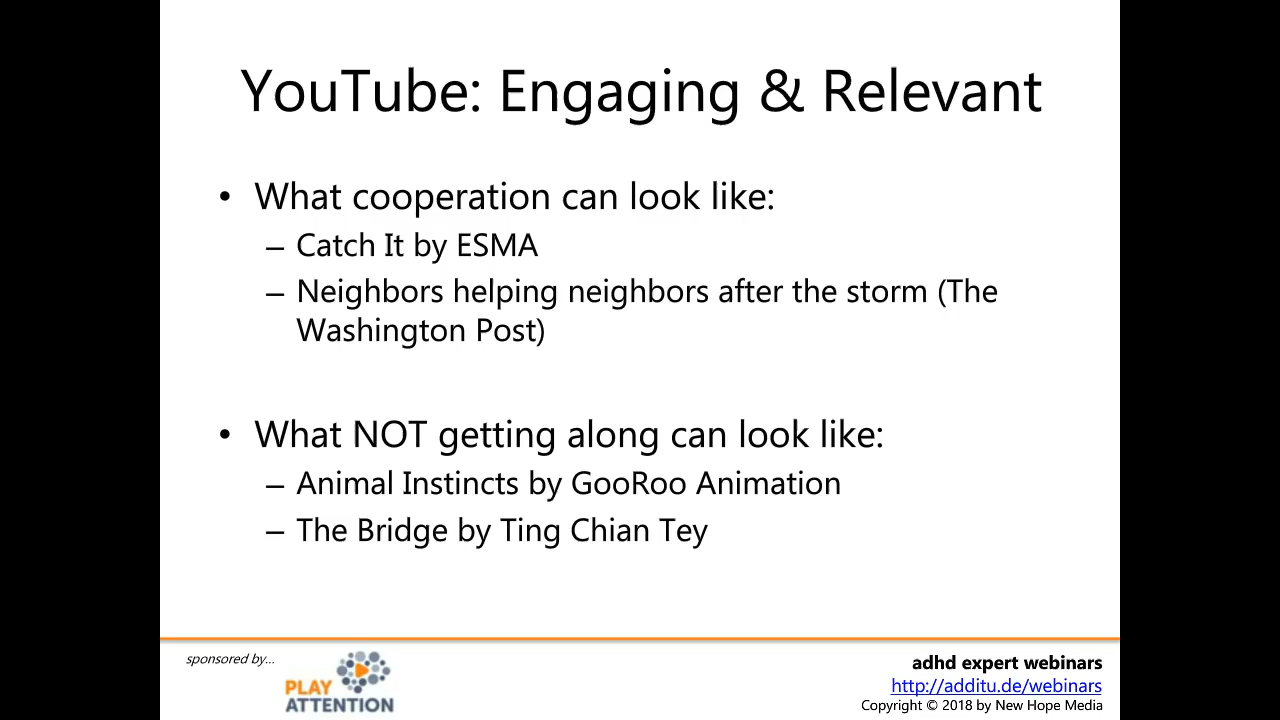 YouTube: Engaging & Relevant
• What cooperation can look like:
– Catch It by ESMA
– Neighbors helping neighbors after the storm (The
Washington Post)
• What NOT getting along can look like:
– Animal Instincts by GooRoo Animation
– The Bridge by Ting Chian Tey
sponsored by...
PLAY
ATTENTION
adhd expert webinars
http://additu.de/webinars
Copyright © 2018 by New Hope Media